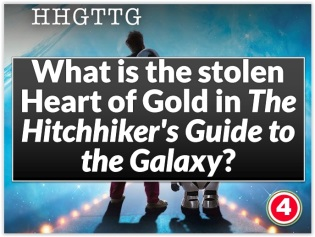 HHGTTG
What is the stolen
Heart of Gold in The
Hitchhiker's Guide to
the Galaxy?
4